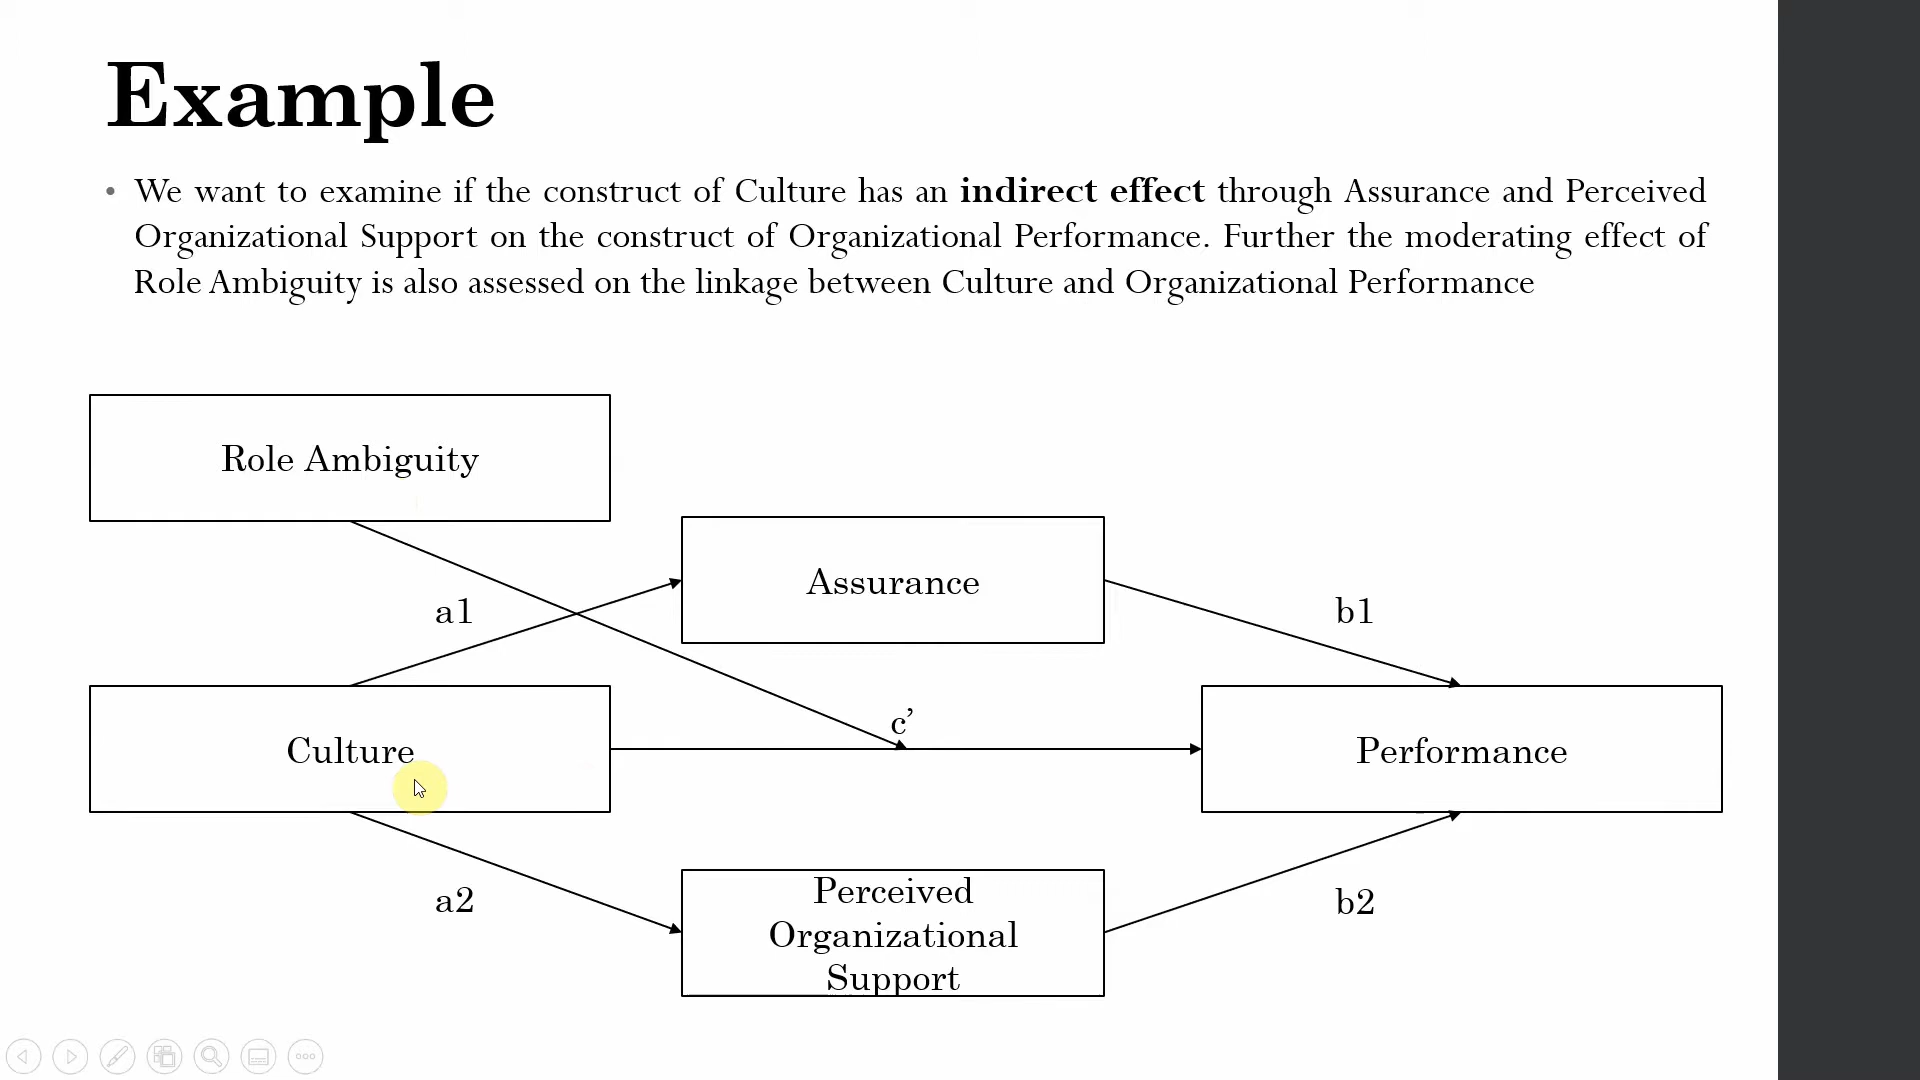 Example
• We want to examine if the construct of Culture has an indirect effect through Assurance and Perceived
Organizational Support on the construct of Organizational Performance. Further the moderating effect of
Role Ambiguity is also assessed on the linkage between Culture and Organizational Performance
Role Ambiguity
Assurance
a1
b1
c’
Culture
Performance
a2
b2
Perceived
Organizational
Support